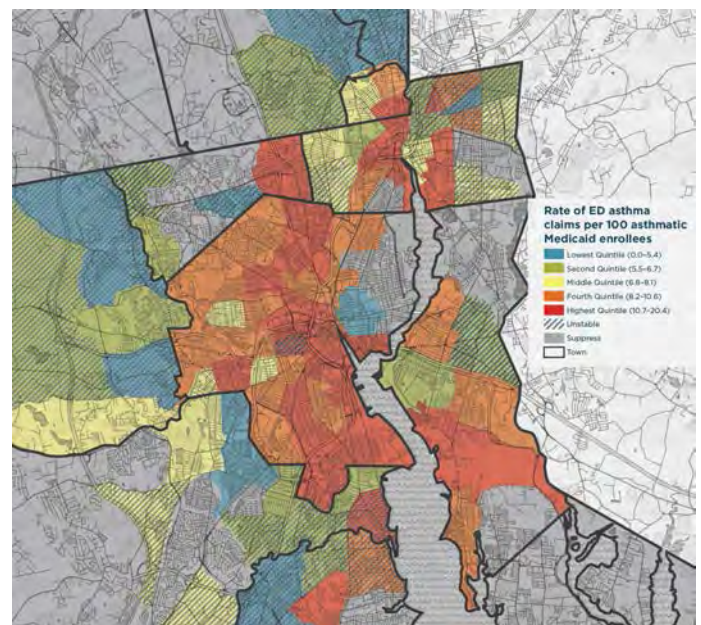 Rate of ED asthma
claims per 100 asthmatic
Medicaid enrollees
Lowest Quintile (0.0–5.4)
Second Quintile (5.5–6.7)
Middle Quintile (6.8–8.1)
Fourth Quintile (8.2–10.6)
Highest Quintile (10.7–20.4)
Unstable
Suppress
Town